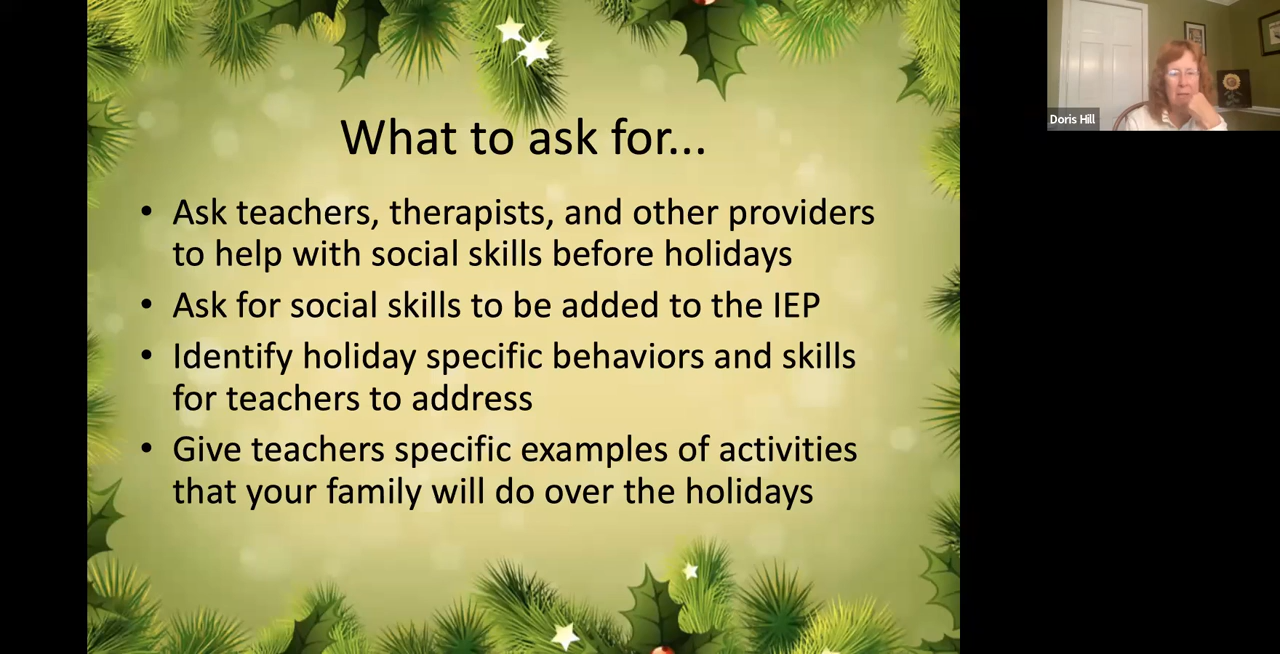 What to ask for...
• Ask teachers, therapists, and other providers
to help with social skills before holidays
• Ask for social skills to be added to the IEP
• Identify holiday specific behaviors and skills
for teachers to address
• Give teachers specific examples of activities
that your family will do over the holidays
Doris Hill